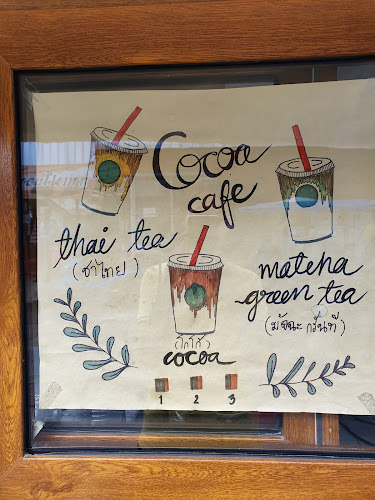 Cocoa
cafe
thai tea
(ชาไทย)
matcha
green tea
(มัจฉะ กรีนที)
(โกโก้)
cocoa
1 2 3